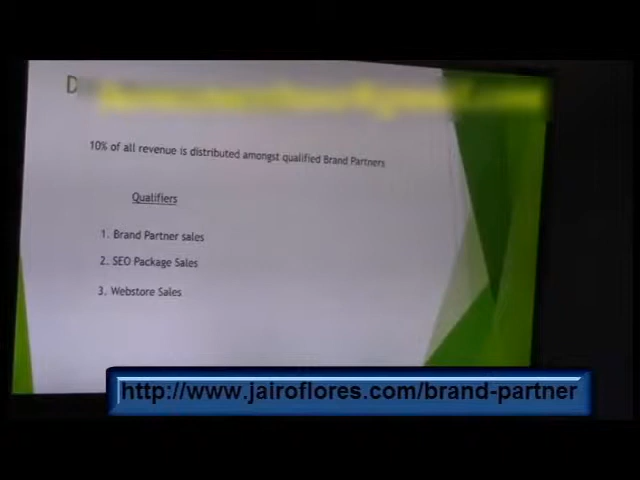 10% of all revenue is distributed amongst qualified Brand Partners
Qualifiers
1. Brand Partner sales
2. SEO Package Sales
3. Webstore Sales
http://www.jairoflores.com/brand-partner